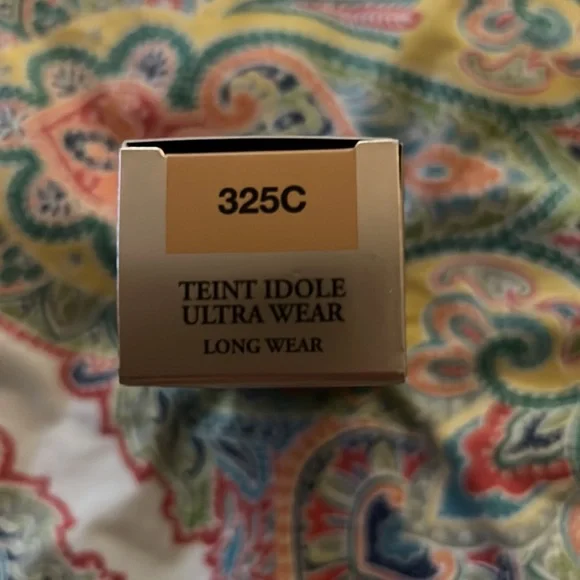 325C
TEINT IDOLE
ULTRA WEAR
LONG WEAR